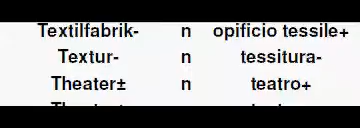 Textilfabrik- n opificio tessile+
Textur- n tessitura-
Theater± n teatro+